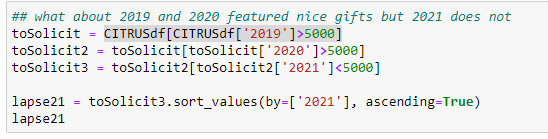 ## what about 2019 and 2020 featured nice gifts but 2021 does not
toSolicit = CITRUSdf[CITRUSdf['2019']>5000]
toSolicit2 = toSolicit[toSolicit['2020']>5000]
toSolicit3 = toSolicit2[toSolicit2['2021']<5000]
lapse21 = toSolicit3.sort_values(by=['2021'], ascending=True)
lapse21